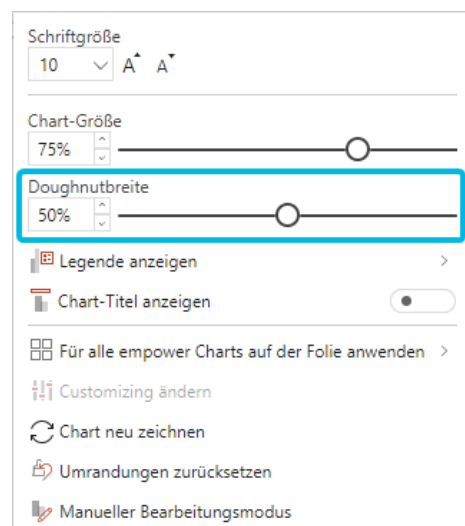 Schriftgröße
10 A A
Chart-Größe
75%
Doughnutbreite
50%
Legende anzeigen
Chart-Titel anzeigen
Für alle empower Charts auf der Folie anwenden
Customizing ändern
Chart neu zeichnen
Umrandungen zurücksetzen
Manueller Bearbeitungsmodus